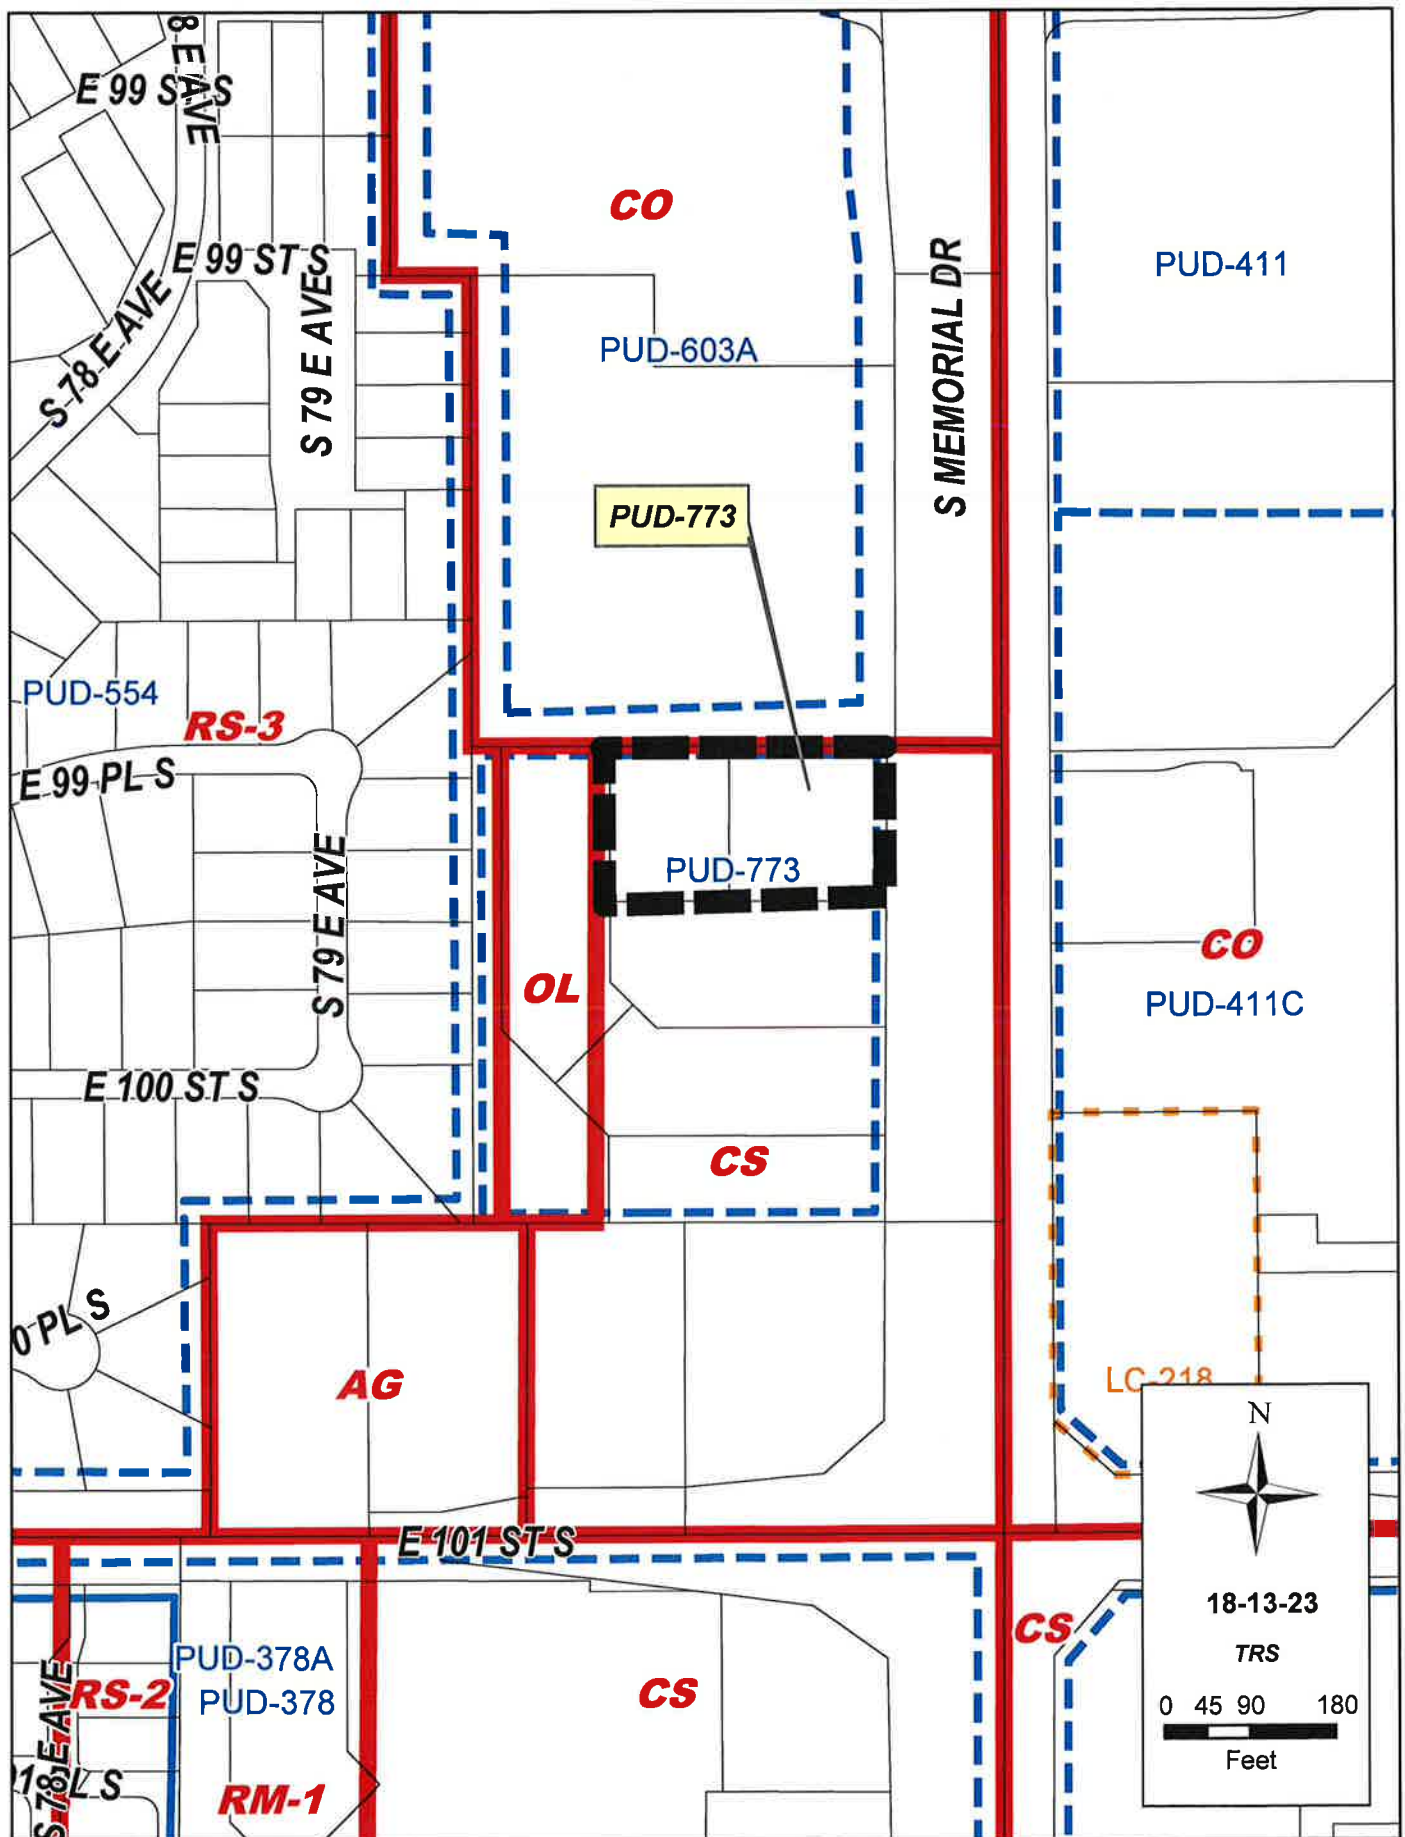 8 E AVE
E 99 ST S
CO
E 99 ST S
PUD-411
S 78 E AVE
S 79 E AVE
PUD-603A
S MEMORIAL DR
PUD-773
PUD-554
RS-3
E 99 PL S
PUD-773
S 79 E AVE
OL
CO
PUD-411C
E 100 ST S
CS
0 PL S
AG
LC-218
N
E 101 ST S
18-13-23
TRS
CS
PUD-378A
RS-2
PUD-378
CS
0 45 90 180
Feet
S 78 E AVE
RM-1